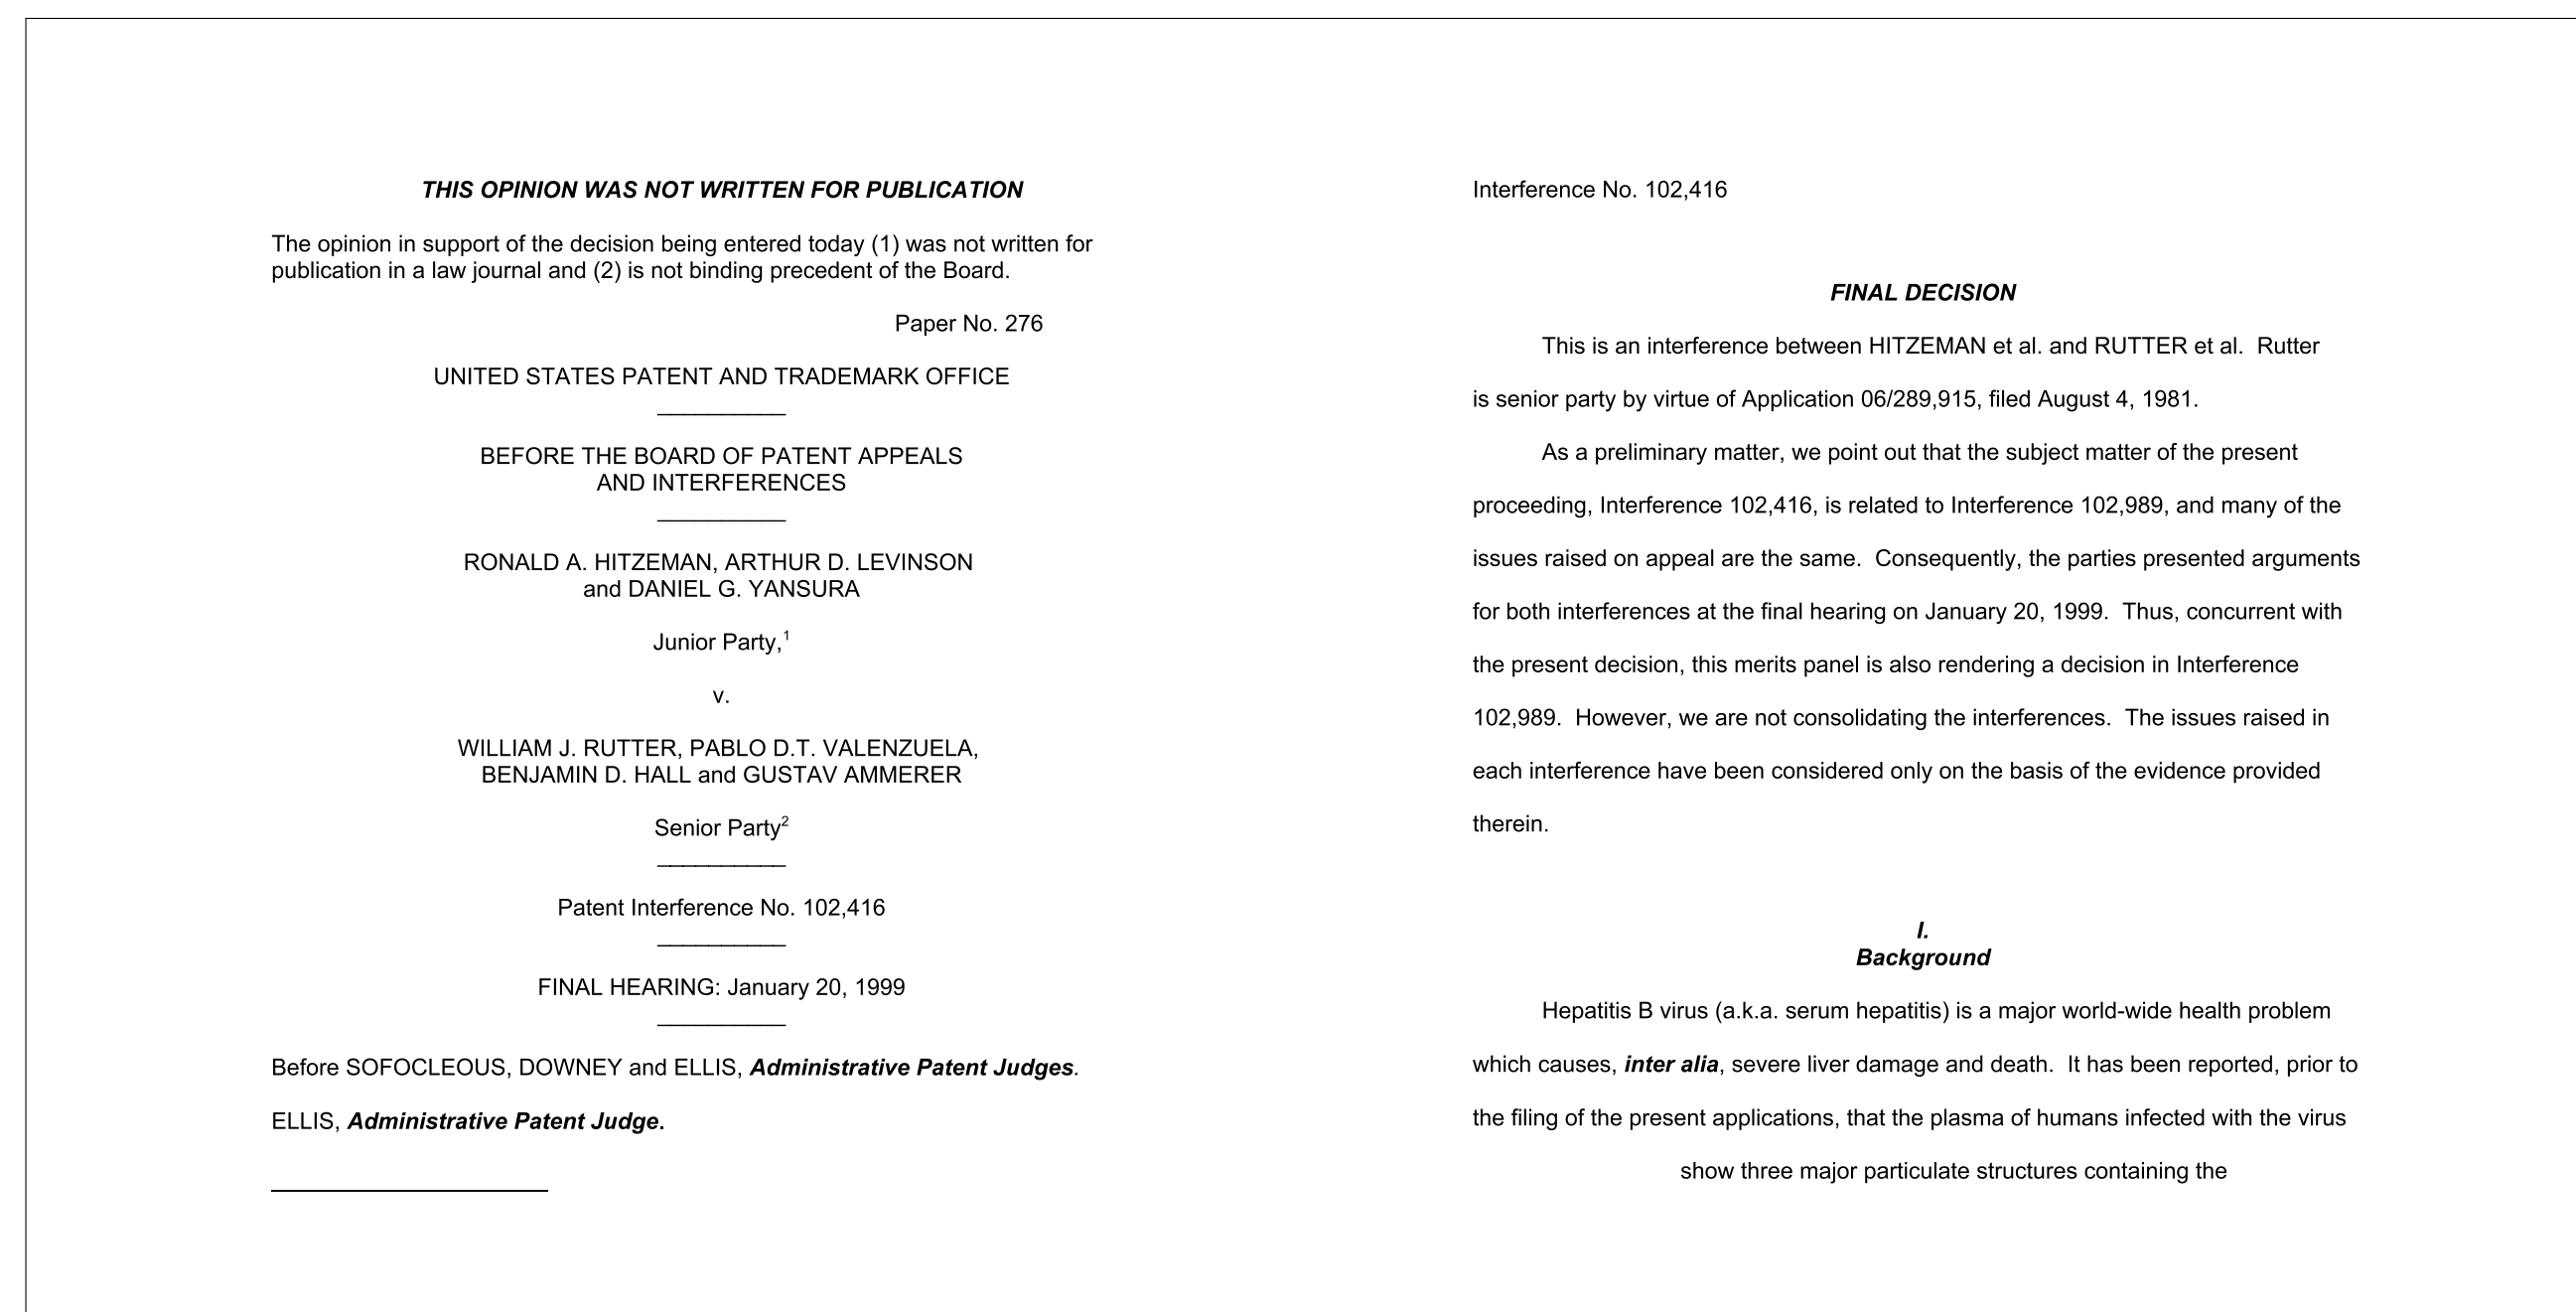 THIS OPINION WAS NOT WRITTEN FOR PUBLICATION
The opinion in support of the decision being entered today (1) was not written for
publication in a law journal and (2) is not binding precedent of the Board.
Paper No. 276
UNITED STATES PATENT AND TRADEMARK OFFICE
__________
BEFORE THE BOARD OF PATENT APPEALS
AND INTERFERENCES
__________
RONALD A. HITZEMAN, ARTHUR D. LEVINSON
and DANIEL G. YANSURA
Junior Party,1
v.
WILLIAM J. RUTTER, PABLO D.T. VALENZUELA,
BENJAMIN D. HALL and GUSTAV AMMERER
Senior Party2
__________
Patent Interference No. 102,416
__________
FINAL HEARING: January 20, 1999
__________
Before SOFOCLEOUS, DOWNEY and ELLIS, Administrative Patent Judges.
ELLIS, Administrative Patent Judge.
Interference No. 102,416
FINAL DECISION
This is an interference between HITZEMAN et al. and RUTTER et al.  Rutter
is senior party by virtue of Application 06/289,915, filed August 4, 1981.
As a preliminary matter, we point out that the subject matter of the present
proceeding, Interference 102,416, is related to Interference 102,989, and many of the
issues raised on appeal are the same.  Consequently, the parties presented arguments
for both interferences at the final hearing on January 20, 1999.  Thus, concurrent with
the present decision, this merits panel is also rendering a decision in Interference
102,989.  However, we are not consolidating the interferences.  The issues raised in
each interference have been considered only on the basis of the evidence provided
therein.
I.
Background
Hepatitis B virus (a.k.a. serum hepatitis) is a major world-wide health problem
which causes, inter alia, severe liver damage and death.  It has been reported, prior to
the filing of the present applications, that the plasma of humans infected with the virus
show three major particulate structures containing the